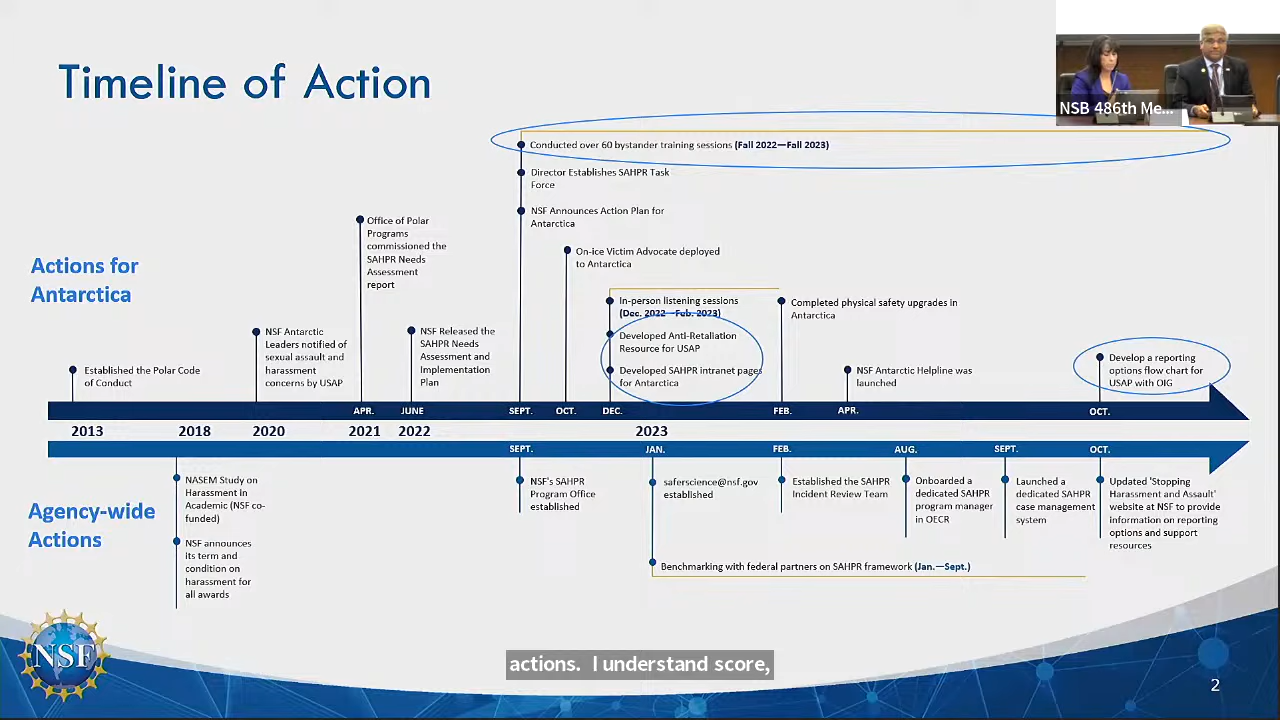 Timeline of Action
NSB 486th Me...
Conducted over 60 bystander training sessions (Fall 2022—Fall 2023)
Director Establishes SAHPR Task
Force
NSF Announces Action Plan for
Antarctica
Actions for
Antarctica
Office of Polar
Programs
commissioned the
SAHPR Needs
Assessment
report
On-ice Victim Advocate deployed
to Antarctica
In-person listening sessions
(Dec. 2022—Feb. 2023)
Developed Anti-Retaliation
Resource for USAP
Developed SAHPR intranet pages
for Antarctica
Completed physical safety upgrades in
Antarctica
NSF Antarctic
Leaders notified of
sexual assault and
harassment
concerns by USAP
NSF Released the
SAHPR Needs
Assessment and
Implementation
Plan
Established the Polar Code
of Conduct
NSF Antarctic Helpline was
launched
Develop a reporting
options flow chart for
USAP with OIG
APR. JUNE SEPT. OCT. DEC. FEB. APR. OCT.
2013 2018 2020 2021 2022 2023
SEPT. JAN. FEB. AUG. SEPT. OCT.
Agency-wide
Actions
NASEM Study on
Harassment in
Academic (NSF co-
funded)
NSF announces
its term and
condition on
harassment for
all awards
NSF's SAHPR
Program Office
established
saferscience@nsf.gov
established
Established the SAHPR
Incident Review Team
Onboarded a
dedicated SAHPR
program manager
in OECR
Launched a
dedicated SAHPR
case management
system
Updated 'Stopping
Harassment and Assault'
website at NSF to provide
information on reporting
options and support
resources
Benchmarking with federal partners on SAHPR framework (Jan.—Sept.)
NSF
actions. I understand score,
2